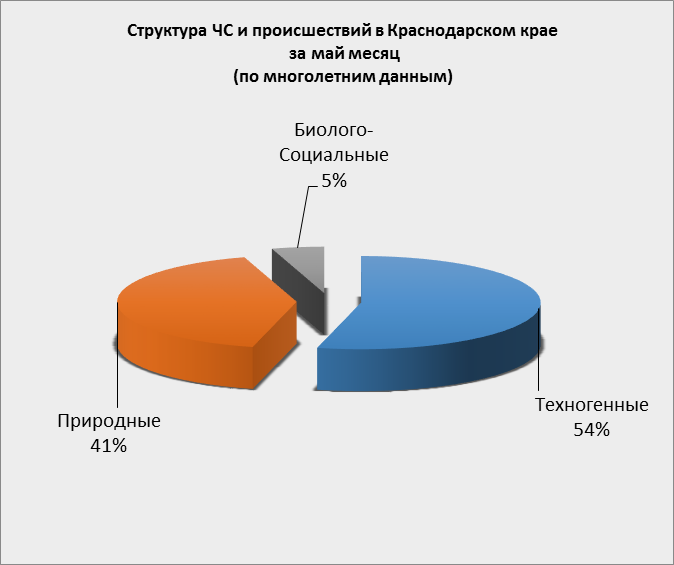 Структура ЧС и происшествий в Краснодарском крае
за май месяц
(по многолетним данным)
Биолого-
Социальные
5%
Природные
41%
Техногенные
54%